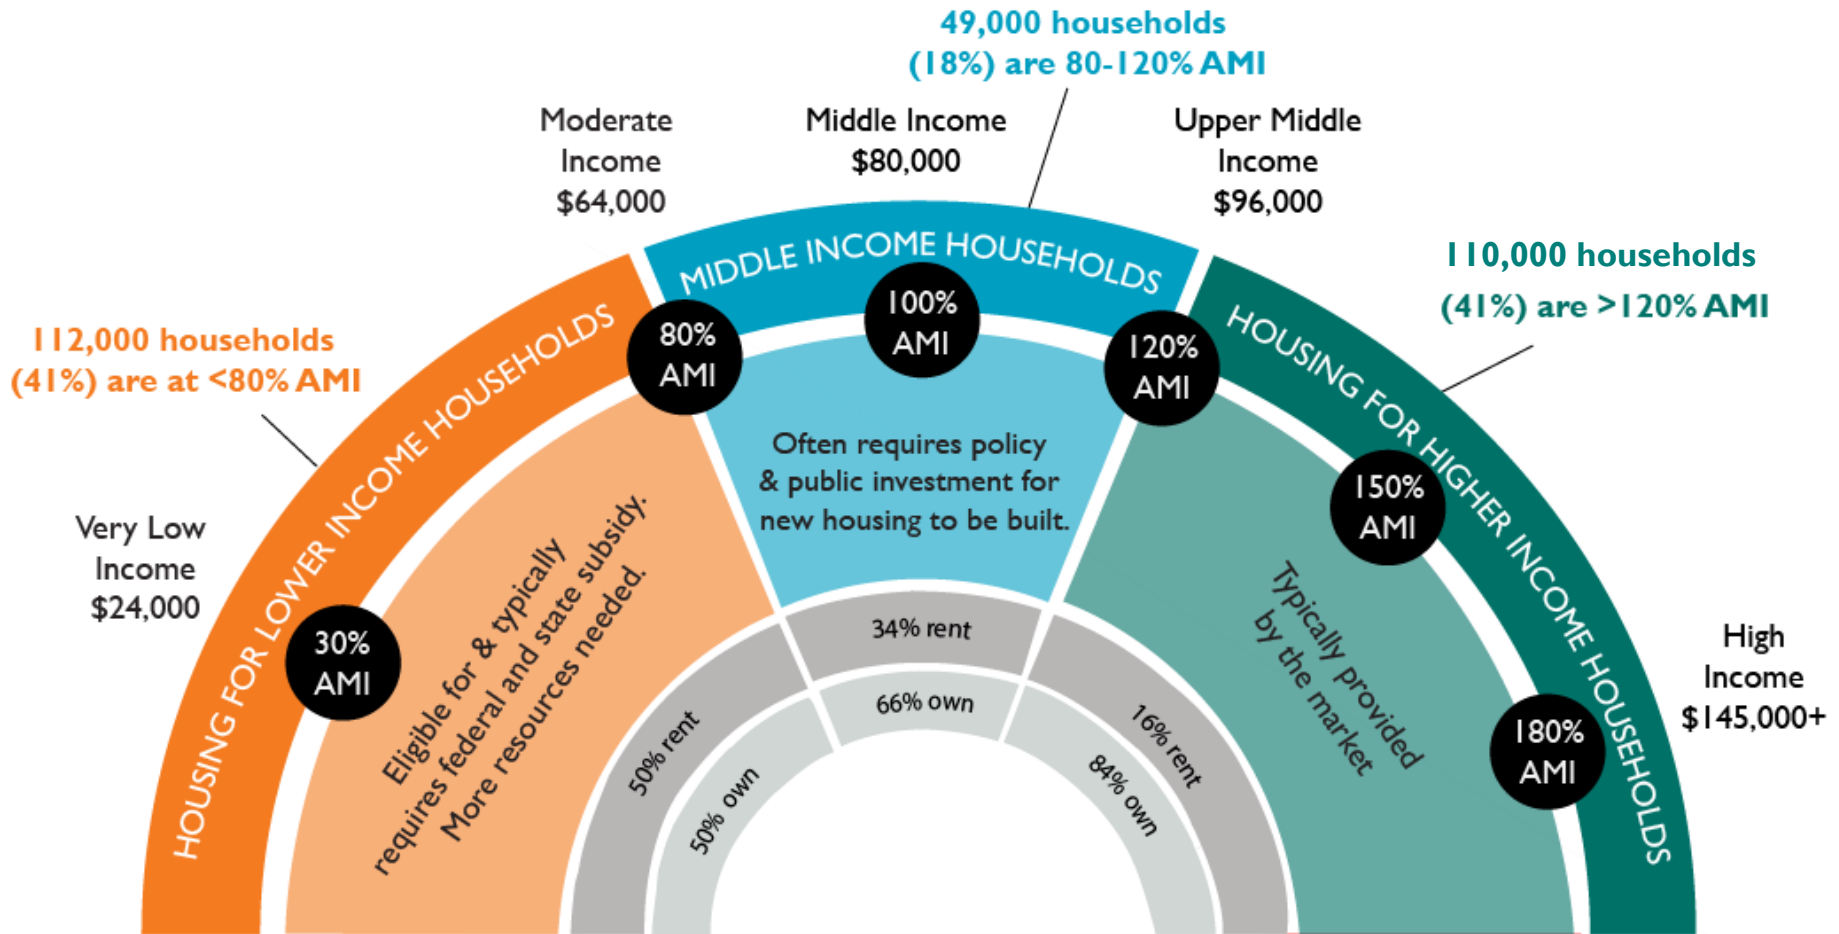 49,000 households
(18%) are 80-120% AMI
Moderate
Income
$64,000
Middle Income
$80,000
Upper Middle
Income
$96,000
110,000 households
(41%) are >120% AMI
112,000 households
(41%) are at <80% AMI
Very Low
Income
$24,000
High
Income
$145,000+
HOUSING FOR LOWER INCOME HOUSEHOLDS
MIDDLE INCOME HOUSEHOLDS
HOUSING FOR HIGHER INCOME HOUSEHOLDS
30%
AMI
80%
AMI
100%
AMI
120%
AMI
150%
AMI
180%
AMI
Eligible for & typically
requires federal and state subsidy.
More resources needed.
Often requires policy
& public investment for
new housing to be built.
Typically provided
by the market
50% rent
34% rent
16% rent
50% own
66% own
84% own